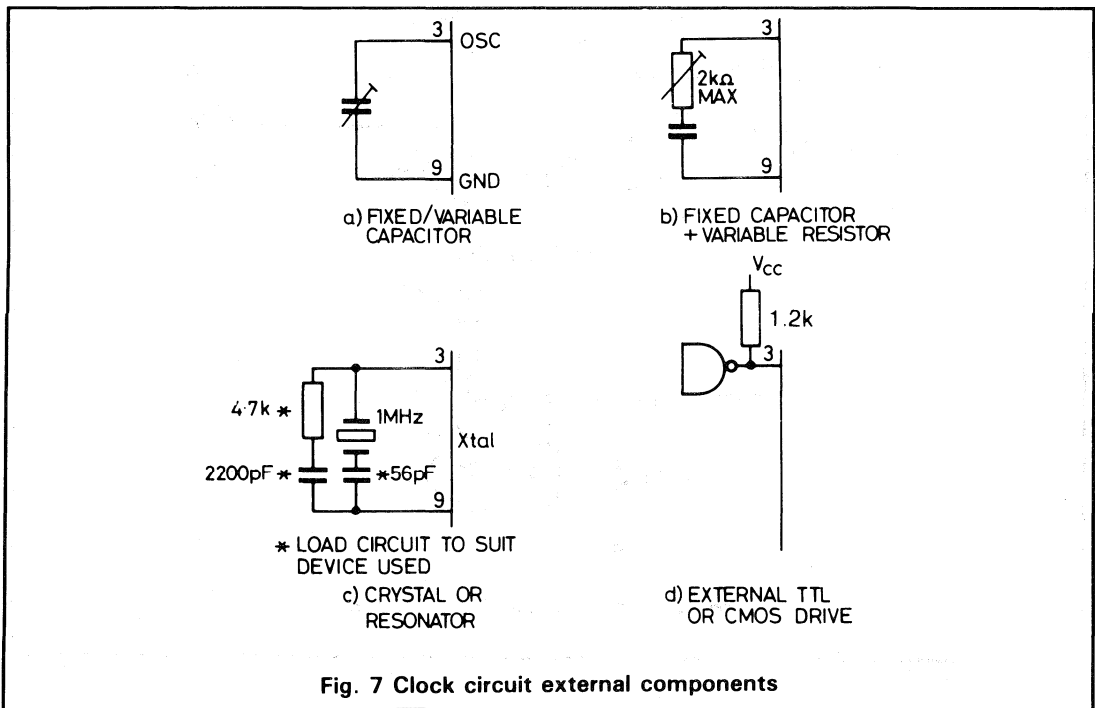 3
OSC
9
GND
a) FIXED/VARIABLE
CAPACITOR
3
2kΩ
MAX
9
b) FIXED CAPACITOR
+ VARIABLE RESISTOR
3
4.7k *
1MHz
Xtal
2200pF *
*56pF
9
* LOAD CIRCUIT TO SUIT
DEVICE USED
c) CRYSTAL OR
RESONATOR
VCC
1.2k
3
d) EXTERNAL TTL
OR CMOS DRIVE
Fig. 7 Clock circuit external components